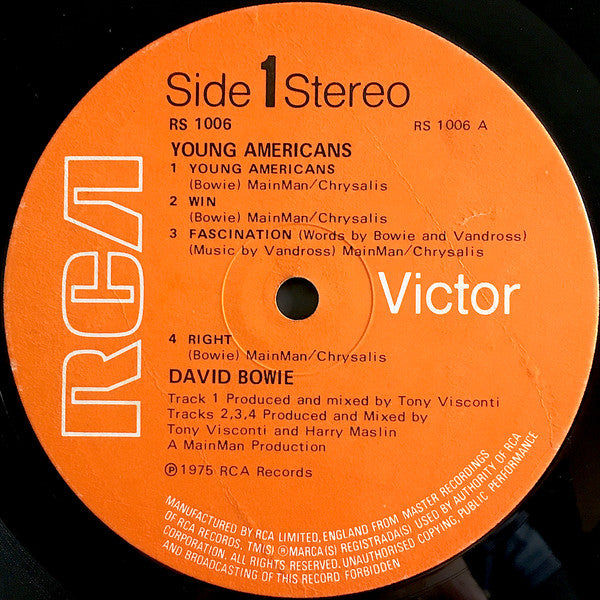 Side 1 Stereo
RS 1006
RS 1006 A
YOUNG AMERICANS
1 YOUNG AMERICANS
(Bowie) MainMan/Chrysalis
2 WIN
(Bowie) MainMan/Chrysalis
3 FASCINATION (Words by Bowie and Vandross)
(Music by Vandross) MainMan/Chrysalis
RCA
Victor
4 RIGHT
(Bowie) MainMan/Chrysalis
DAVID BOWIE
Track 1 Produced and mixed by Tony Visconti
Tracks 2,3,4 Produced and Mixed by
Tony Visconti and Harry Maslin
A MainMan Production
℗ 1975 RCA Records
MANUFACTURED BY RCA LIMITED, ENGLAND FROM MASTER RECORDINGS
OF RCA RECORDS, TM(S) ® MARCA(S) REGISTRADA(S) USED BY AUTHORITY OF RCA
CORPORATION. ALL RIGHTS RESERVED. UNAUTHORISED COPYING, PUBLIC PERFORMANCE
AND BROADCASTING OF THIS RECORD FORBIDDEN